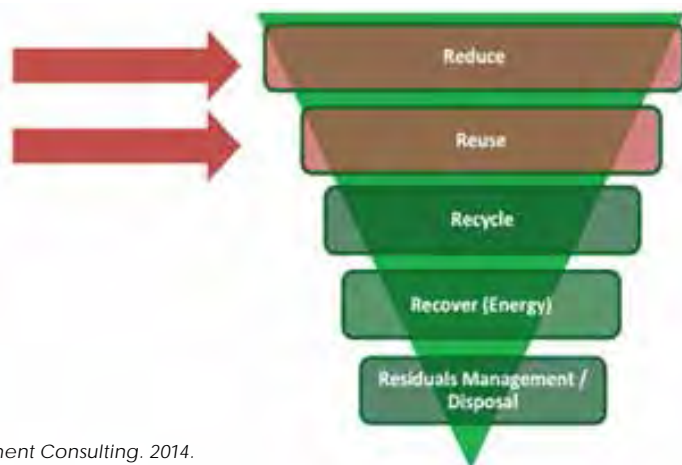 Reduce
Reuse
Recycle
Recover (Energy)
Residuals Management /
Disposal
ment Consulting. 2014.